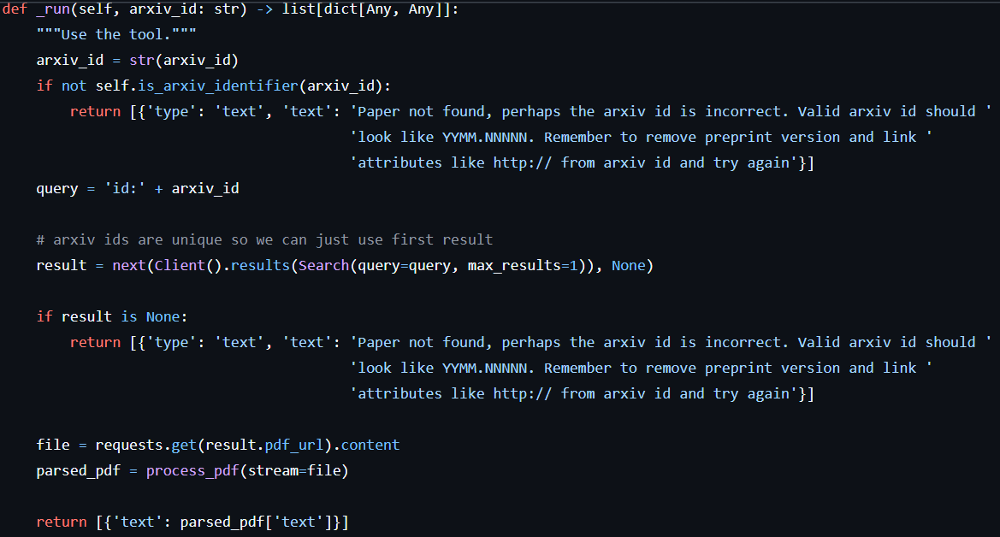 def _run(self, arxiv_id: str) -> list[dict[Any, Any]]:
    """Use the tool."""
    arxiv_id = str(arxiv_id)
    if not self.is_arxiv_identifier(arxiv_id):
        return [{'type': 'text', 'text': 'Paper not found, perhaps the arxiv id is incorrect. Valid arxiv id should '
                                         'look like YYMM.NNNNN. Remember to remove preprint version and link '
                                         'attributes like http:// from arxiv id and try again'}]
    query = 'id:' + arxiv_id

    # arxiv ids are unique so we can just use first result
    result = next(Client().results(Search(query=query, max_results=1)), None)

    if result is None:
        return [{'type': 'text', 'text': 'Paper not found, perhaps the arxiv id is incorrect. Valid arxiv id should '
                                         'look like YYMM.NNNNN. Remember to remove preprint version and link '
                                         'attributes like http:// from arxiv id and try again'}]

    file = requests.get(result.pdf_url).content
    parsed_pdf = process_pdf(stream=file)

    return [{'text': parsed_pdf['text']}]